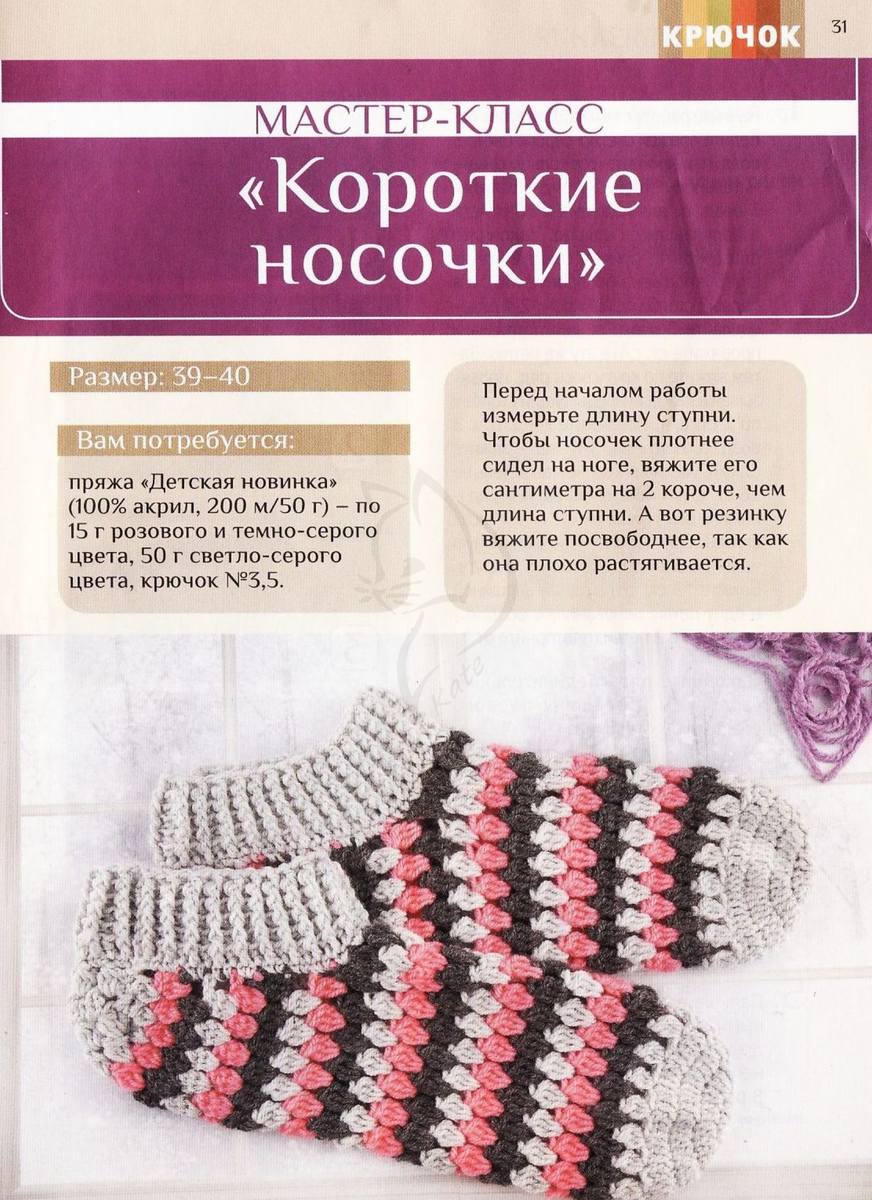 КРЮЧОК
31
МАСТЕР-КЛАСС
«Короткие
носочки»
Размер: 39–40
Вам потребуется:
пряжа «Детская новинка»
(100% акрил, 200 м/50 г) – по
15 г розового и темно-серого
цвета, 50 г светло-серого
цвета, крючок №3,5.
Перед началом работы
измерьте длину ступни.
Чтобы носочек плотнее
сидел на ноге, вяжите его
сантиметра на 2 короче, чем
длина ступни. А вот резинку
вяжите посвободнее, так как
она плохо растягивается.
Kate